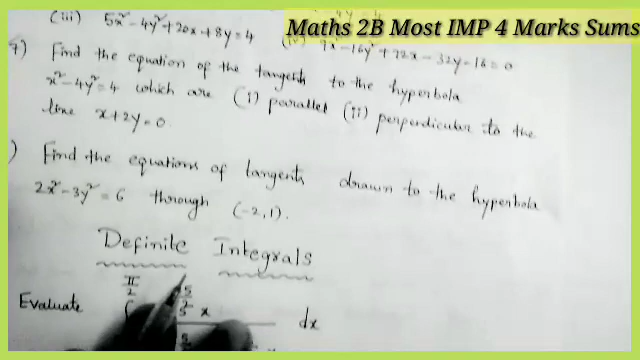 Maths 2B Most IMP 4 Marks Sums
(iii) 5x² - 4y² + 20x + 8y = 4
(iv) 9x² - 16y² + 72x - 32y - 16 = 0
7) Find the equation of the tangents to the hyperbola
x² - 4y² = 4 which are (i) parallel (ii) perpendicular to the
line x + 2y = 0.
) Find the equations of tangents drawn to the hyperbola
2x² - 3y² = 6 through (-2, 1).
Definite Integrals
Evaluate π/2 ∫ x dx